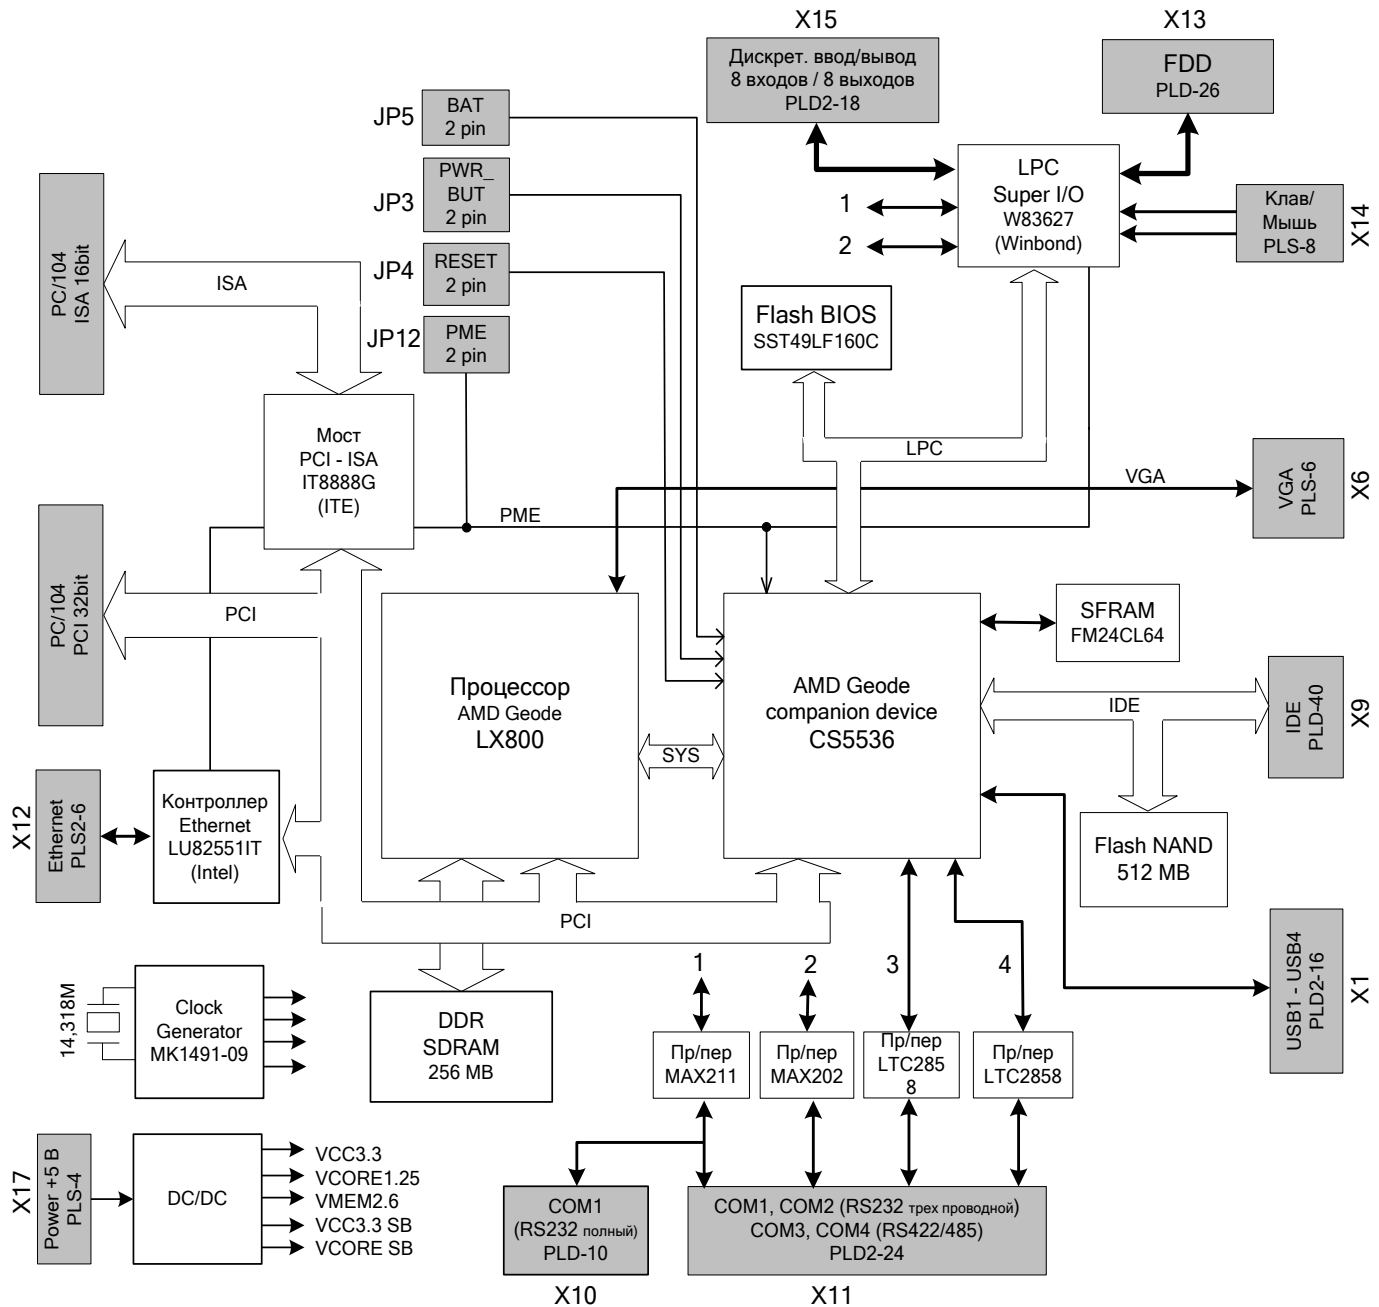 X15
X13
Дискрет. ввод/вывод
8 входов / 8 выходов
PLD2-18
FDD
PLD-26
JP5
BAT
2 pin
JP3
PWR_
BUT
2 pin
JP4
RESET
2 pin
JP12
PME
2 pin
LPC
Super I/O
W83627
(Winbond)
1
2
Клав/
Мышь
PLS-8
X14
PC/104
ISA 16bit
ISA
Flash BIOS
SST49LF160C
LPC
Мост
PCI - ISA
IT8888G
(ITE)
PME
VGA
VGA
PLS-6
X6
PC/104
PCI 32bit
PCI
Процессор
AMD Geode
LX800
SYS
AMD Geode
companion device
CS5536
SFRAM
FM24CL64
IDE
IDE
PLD-40
X9
X12
Ethernet
PLS2-6
Контроллер
Ethernet
LU82551IT
(Intel)
Flash NAND
512 MB
PCI
USB1 - USB4
PLD2-16
X1
14,318M
Clock
Generator
MK1491-09
DDR
SDRAM
256 MB
1
2
3
4
Пр/пер
MAX211
Пр/пер
MAX202
Пр/пер
LTC285
8
Пр/пер
LTC2858
X17
Power +5 В
PLS-4
DC/DC
VCC3.3
VCORE1.25
VMEM2.6
VCC3.3 SB
VCORE SB
COM1
(RS232 полный)
PLD-10
X10
COM1, COM2 (RS232 трех проводной)
COM3, COM4 (RS422/485)
PLD2-24
X11